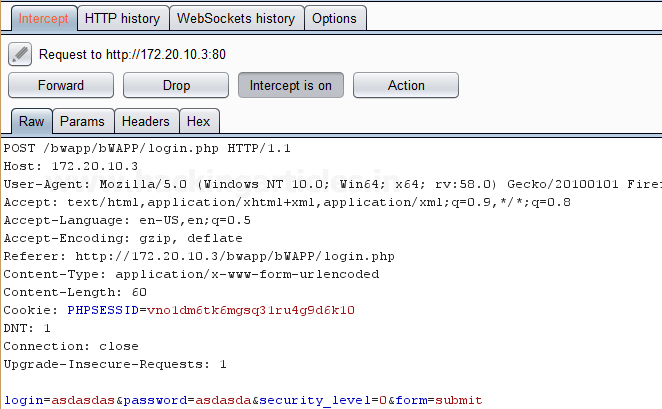 Intercept HTTP history WebSockets history Options
Request to http://172.20.10.3:80
Forward Drop Intercept is on Action
Raw Params Headers Hex
POST /bwapp/bWAPP/login.php HTTP/1.1
Host: 172.20.10.3
User-Agent: Mozilla/5.0 (Windows NT 10.0; Win64; x64; rv:58.0) Gecko/20100101 Firef
Accept: text/html,application/xhtml+xml,application/xml;q=0.9,*/*;q=0.8
Accept-Language: en-US,en;q=0.5
Accept-Encoding: gzip, deflate
Referer: http://172.20.10.3/bwapp/bWAPP/login.php
Content-Type: application/x-www-form-urlencoded
Content-Length: 60
Cookie: PHPSESSID=vno1dm6tk6mgsq31ru4g9d6k10
DNT: 1
Connection: close
Upgrade-Insecure-Requests: 1
login=asdasdas&password=asdasda&security_level=0&form=submit